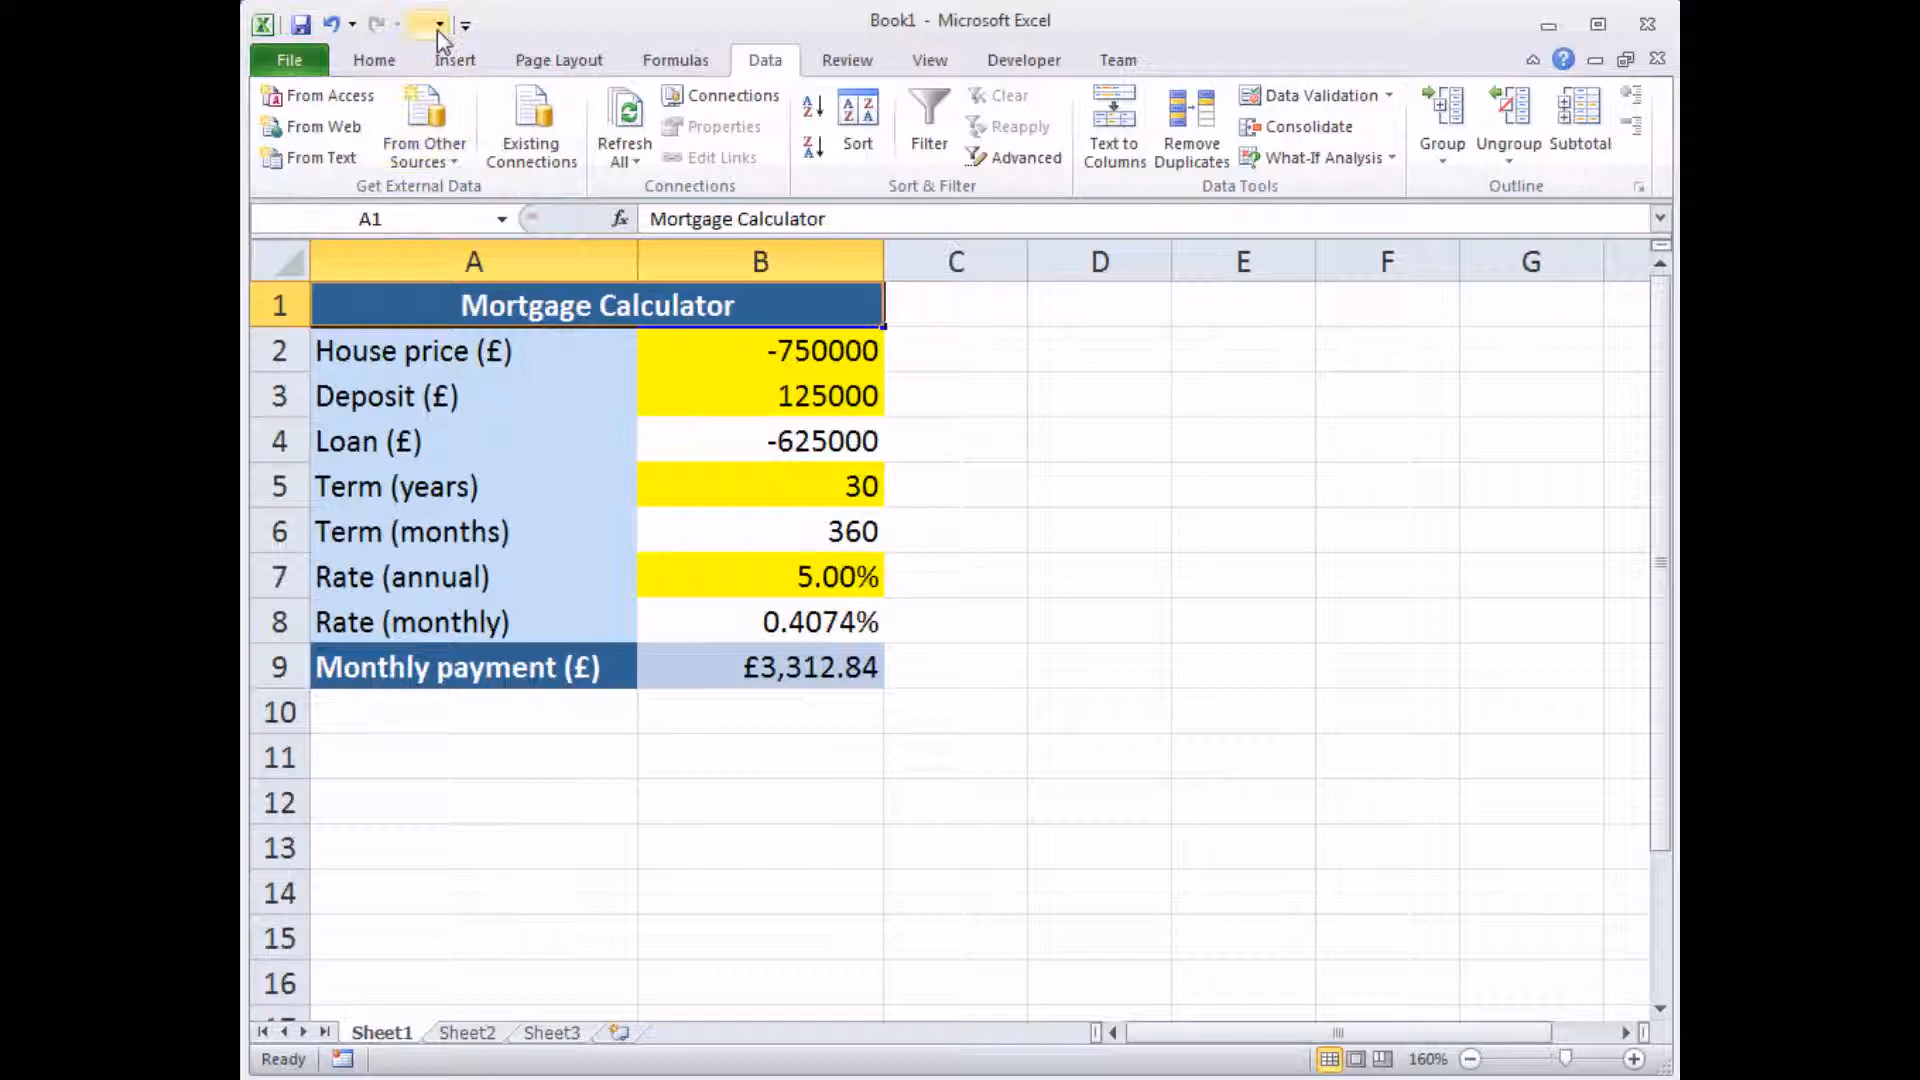 Book1 - Microsoft Excel
File Home Insert Page Layout Formulas Data Review View Developer Team
From Access
From Web
From Text
From Other Sources
Existing Connections
Get External Data
Refresh All
Connections
Properties
Edit Links
Connections
Sort
Filter
Clear
Reapply
Advanced
Sort & Filter
Text to Columns
Remove Duplicates
Data Validation
Consolidate
What-If Analysis
Data Tools
Group
Ungroup
Subtotal
Outline
A1 fx Mortgage Calculator
A B C D E F G
1 Mortgage Calculator
2 House price (£) -750000
3 Deposit (£) 125000
4 Loan (£) -625000
5 Term (years) 30
6 Term (months) 360
7 Rate (annual) 5.00%
8 Rate (monthly) 0.4074%
9 Monthly payment (£) £3,312.84
10
11
12
13
14
15
16
Sheet1 Sheet2 Sheet3
Ready 160%